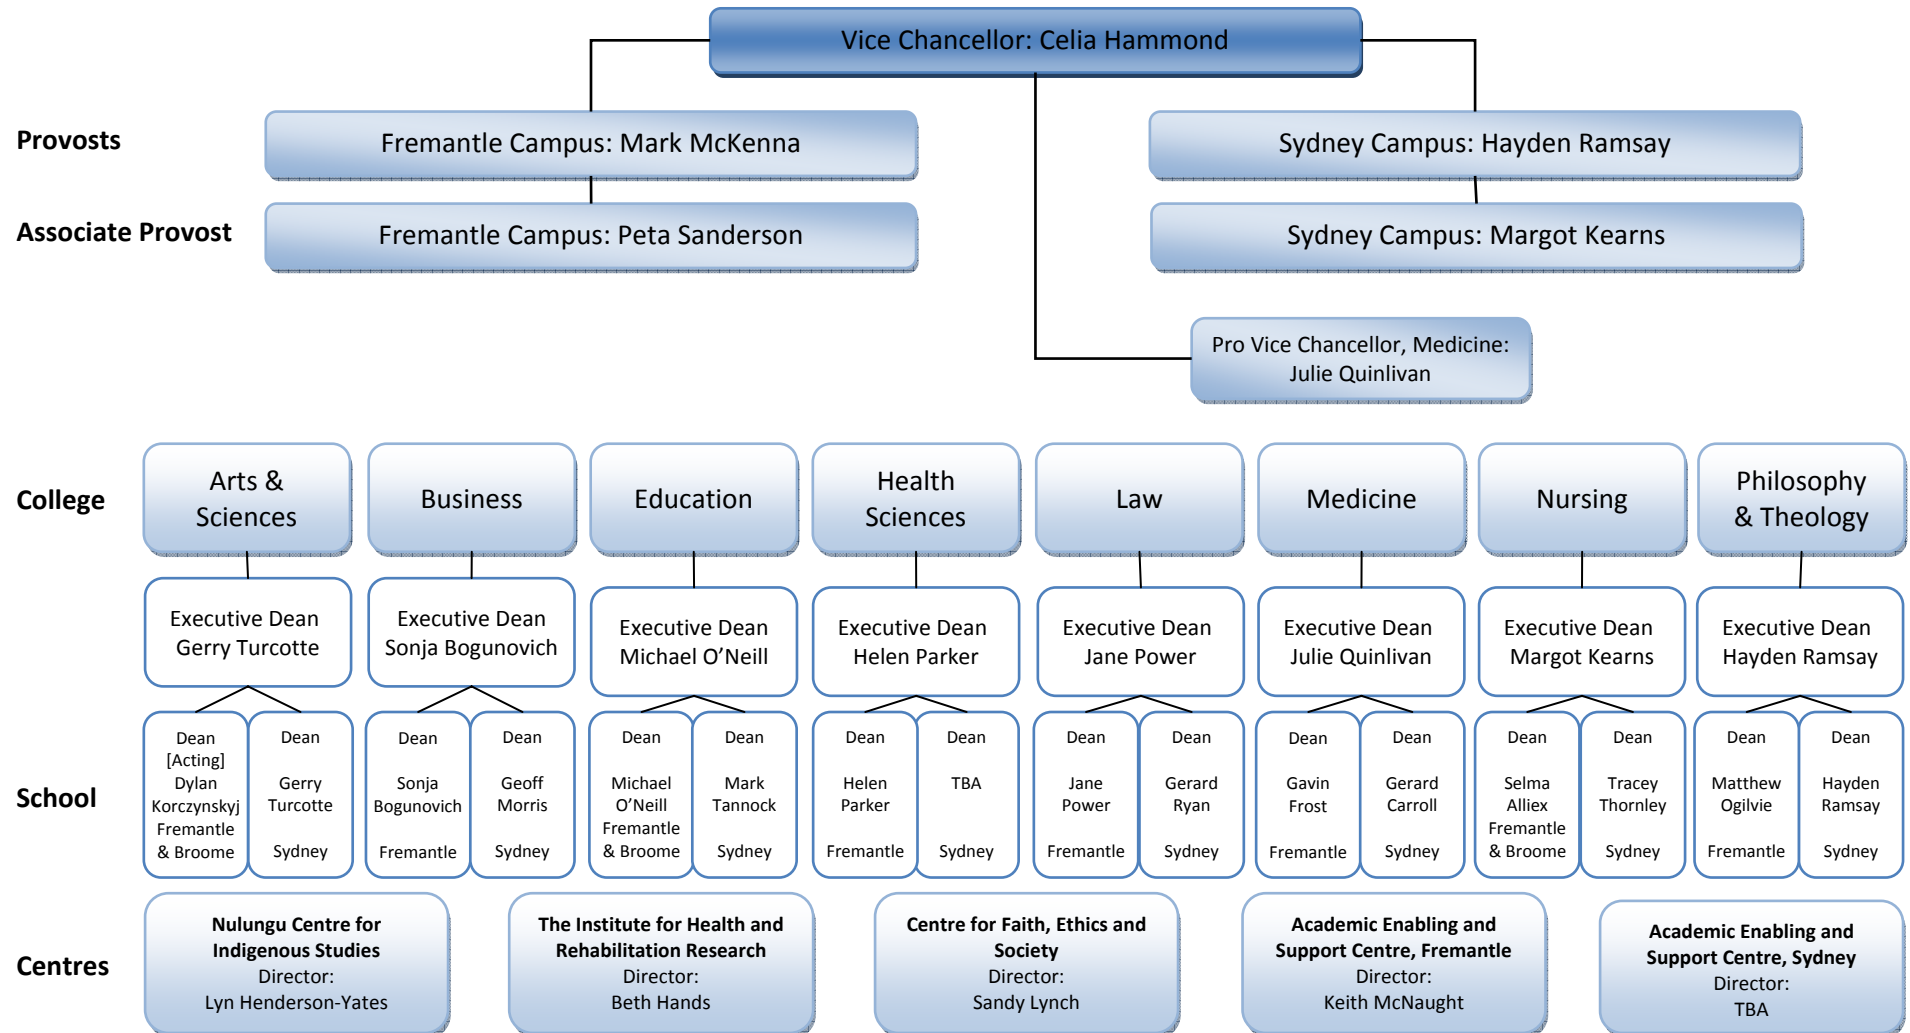 Vice Chancellor: Celia Hammond
Provosts
Fremantle Campus: Mark McKenna
Sydney Campus: Hayden Ramsay
Associate Provost
Fremantle Campus: Peta Sanderson
Sydney Campus: Margot Kearns
Pro Vice Chancellor, Medicine:
Julie Quinlivan
College
Arts &
Sciences
Business
Education
Health
Sciences
Law
Medicine
Nursing
Philosophy
& Theology
Executive Dean
Gerry Turcotte
Executive Dean
Sonja Bogunovich
Executive Dean
Michael O’Neill
Executive Dean
Helen Parker
Executive Dean
Jane Power
Executive Dean
Julie Quinlivan
Executive Dean
Margot Kearns
Executive Dean
Hayden Ramsay
School
Dean
[Acting]
Dylan
Korczynskyj
Fremantle
& Broome
Dean
Gerry
Turcotte
Sydney
Dean
Sonja
Bogunovich
Fremantle
Dean
Geoff
Morris
Sydney
Dean
Michael
O’Neill
Fremantle
& Broome
Dean
Mark
Tannock
Sydney
Dean
Helen
Parker
Fremantle
Dean
TBA
Sydney
Dean
Jane
Power
Fremantle
Dean
Gerard
Ryan
Sydney
Dean
Gavin
Frost
Fremantle
Dean
Gerard
Carroll
Sydney
Dean
Selma
Alliex
Fremantle
& Broome
Dean
Tracey
Thornley
Sydney
Dean
Matthew
Ogilvie
Fremantle
Dean
Hayden
Ramsay
Sydney
Centres
Nulungu Centre for
Indigenous Studies
Director:
Lyn Henderson-Yates
The Institute for Health and
Rehabilitation Research
Director:
Beth Hands
Centre for Faith, Ethics and
Society
Director:
Sandy Lynch
Academic Enabling and
Support Centre, Fremantle
Director:
Keith McNaught
Academic Enabling and
Support Centre, Sydney
Director:
TBA